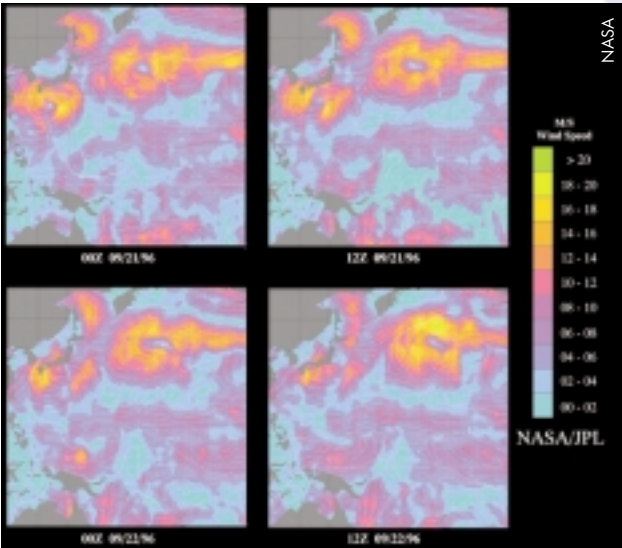 NASA
M/S
Wind Speed
> 20
18 - 20
16 - 18
14 - 16
12 - 14
10 - 12
08 - 10
06 - 08
04 - 06
02 - 04
00 - 02
NASA/JPL
00Z 09/21/96
12Z 09/21/96
00Z 09/22/96
12Z 09/22/96